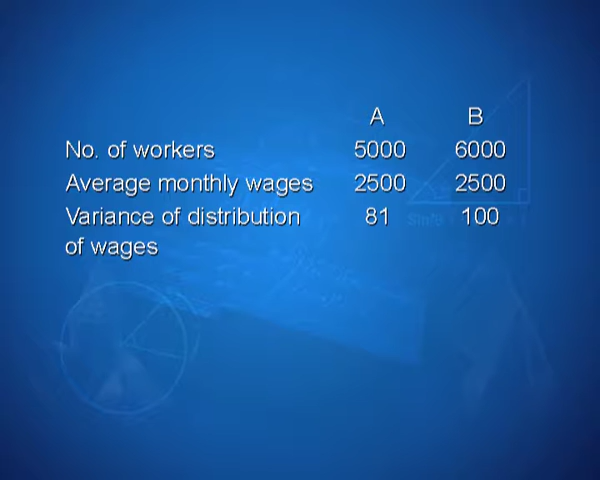 A B
No. of workers 5000 6000
Average monthly wages 2500 2500
Variance of distribution 81 100
of wages